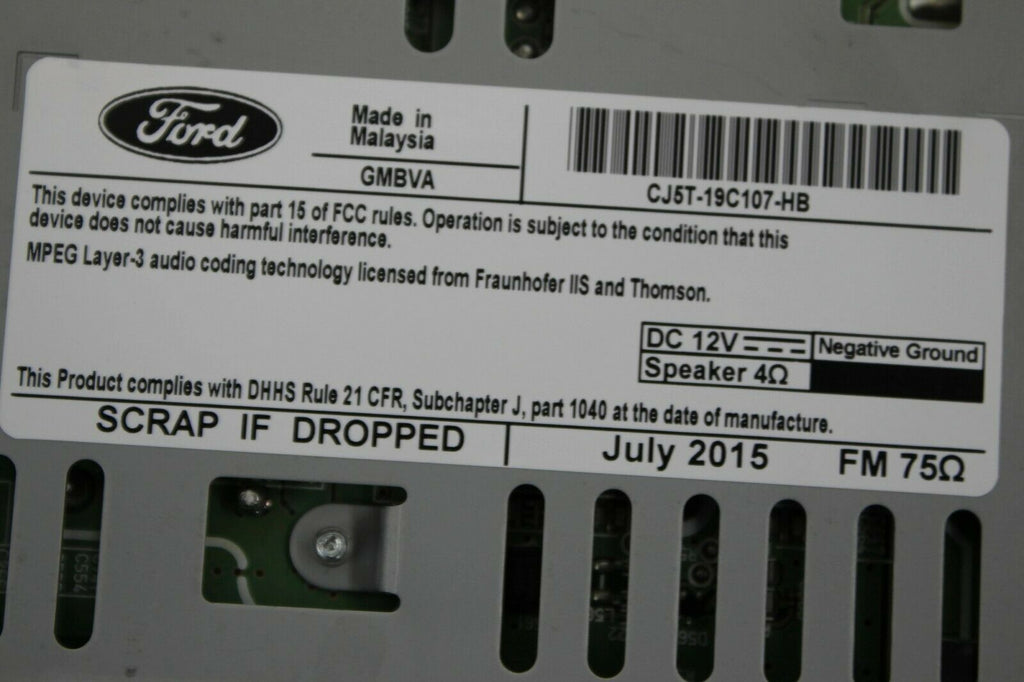 Ford
Made in
Malaysia
GMBVA
CJ5T-19C107-HB
This device complies with part 15 of FCC rules. Operation is subject to the condition that this
device does not cause harmful interference.
MPEG Layer-3 audio coding technology licensed from Fraunhofer IIS and Thomson.
DC 12V
Negative Ground
Speaker 4Ω
This Product complies with DHHS Rule 21 CFR, Subchapter J, part 1040 at the date of manufacture.
SCRAP IF DROPPED
July 2015
FM 75Ω
C554